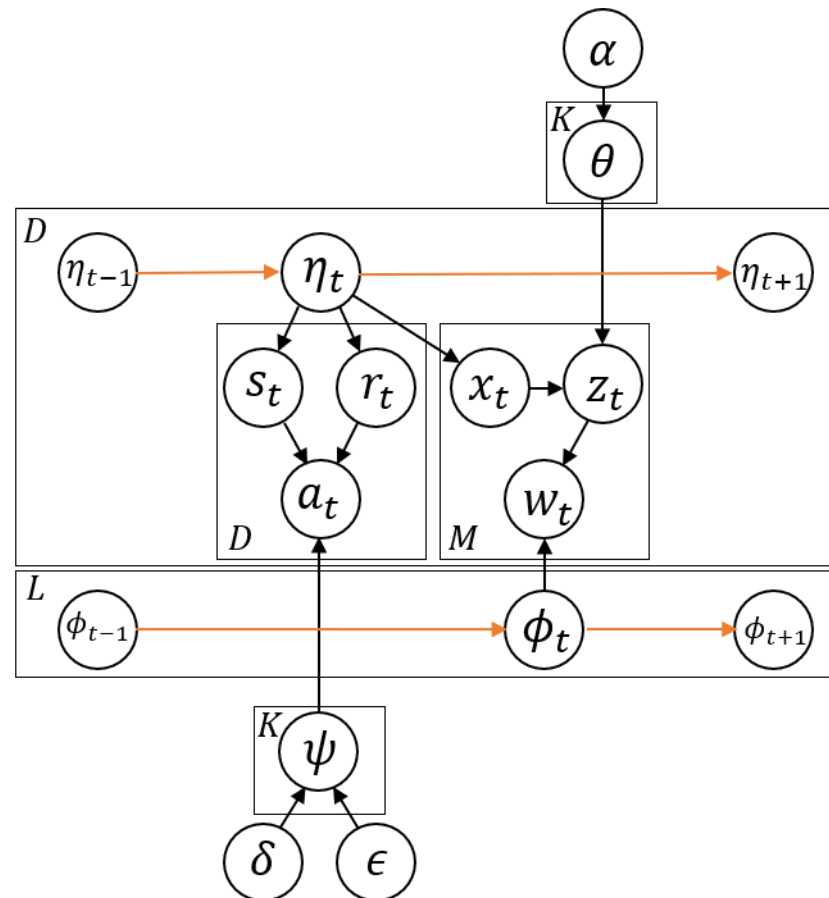 α
K
θ
D
η_{t−1}
η_t
η_{t+1}
s_t
r_t
x_t
z_t
a_t
w_t
D
M
L
ϕ_{t−1}
ϕ_t
ϕ_{t+1}
K
ψ
δ
ϵ